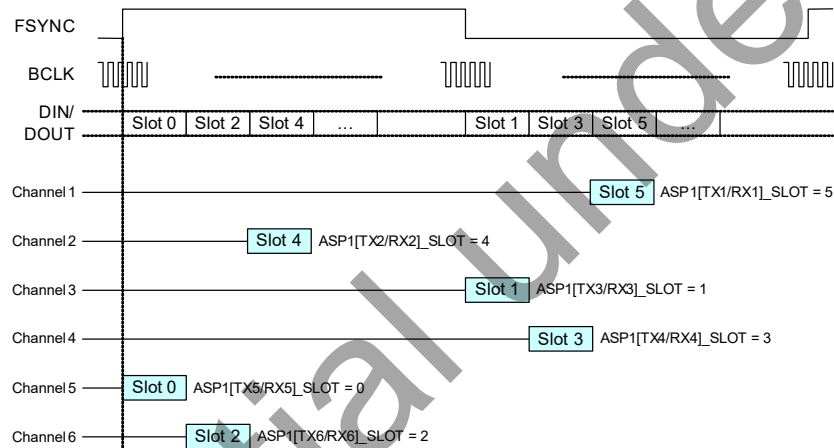 FSYNC
BCLK
DIN/
DOUT
Slot 0 Slot 2 Slot 4 ... Slot 1 Slot 3 Slot 5 ...
Channel 1 Slot 5 ASP1[TX1/RX1]_SLOT = 5
Channel 2 Slot 4 ASP1[TX2/RX2]_SLOT = 4
Channel 3 Slot 1 ASP1[TX3/RX3]_SLOT = 1
Channel 4 Slot 3 ASP1[TX4/RX4]_SLOT = 3
Channel 5 Slot 0 ASP1[TX5/RX5]_SLOT = 0
Channel 6 Slot 2 ASP1[TX6/RX6]_SLOT = 2
tial unde